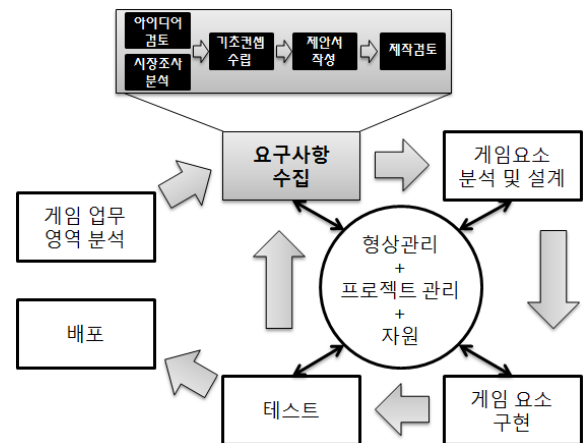 아이디어
검토
시장조사
분석
기초컨셉
수립
제안서
작성
제작검토
요구사항
수집
게임요소
분석 및 설계
게임 업무
영역 분석
형상관리
+
프로젝트 관리
+
자원
배포
테스트
게임 요소
구현